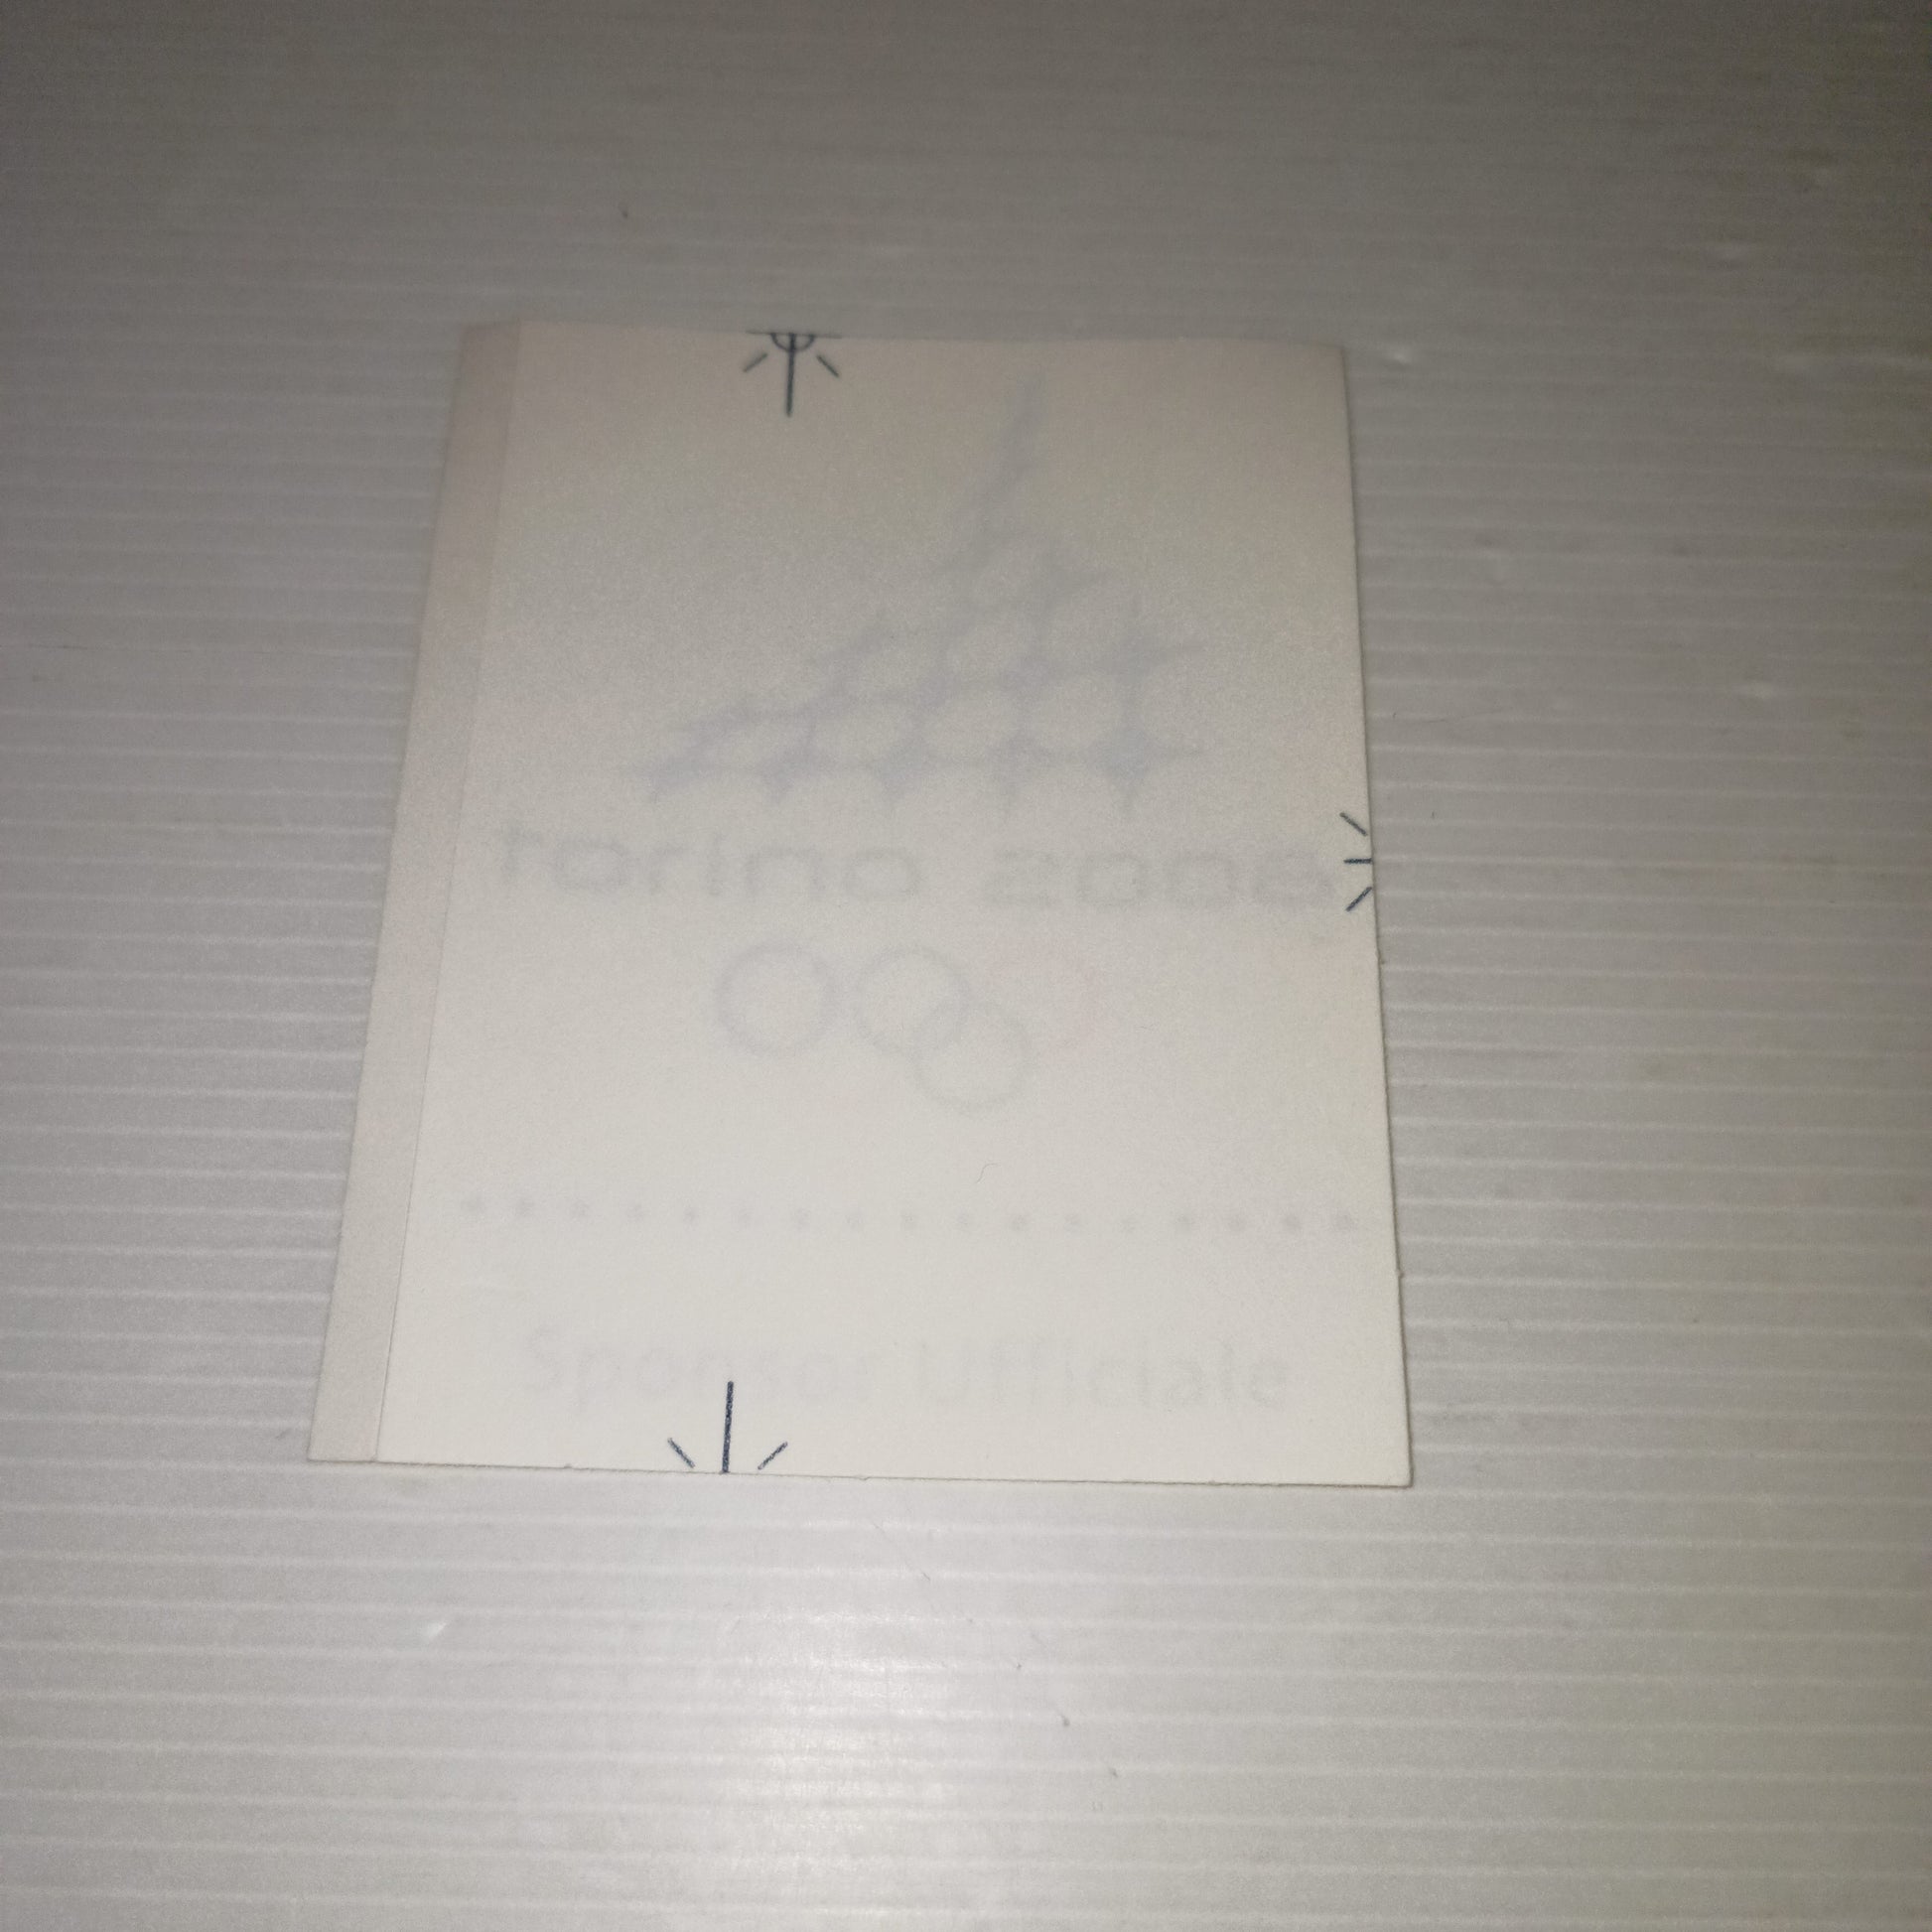 torino 2006
Sponsor Ufficiale